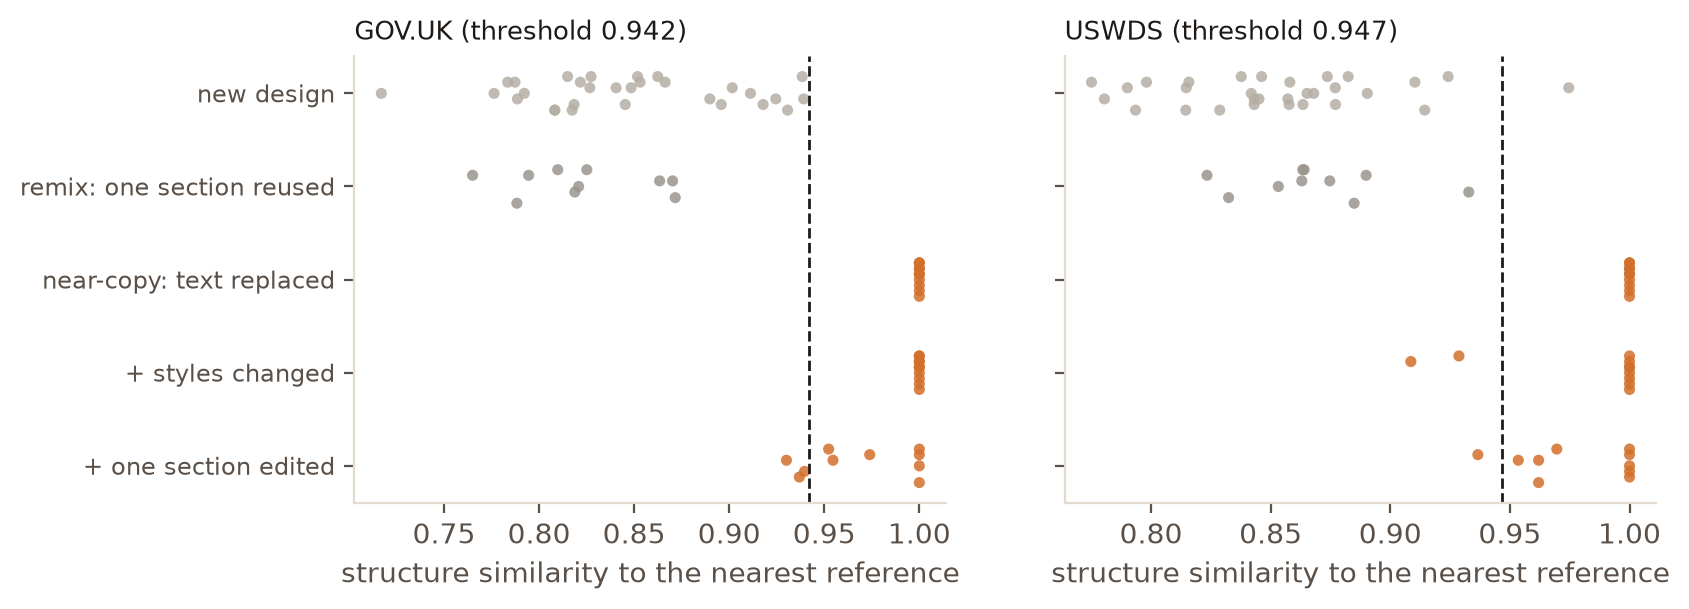 GOV.UK (threshold 0.942)
USWDS (threshold 0.947)
new design
remix: one section reused
near-copy: text replaced
+ styles changed
+ one section edited
0.75 0.80 0.85 0.90 0.95 1.00
0.80 0.85 0.90 0.95 1.00
structure similarity to the nearest reference
structure similarity to the nearest reference